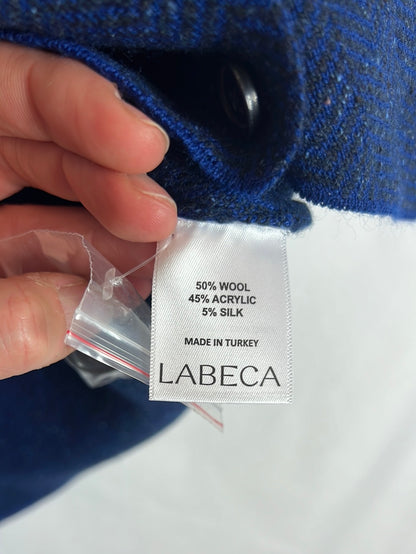 50% WOOL
45% ACRYLIC
5% SILK
MADE IN TURKEY
LABECA